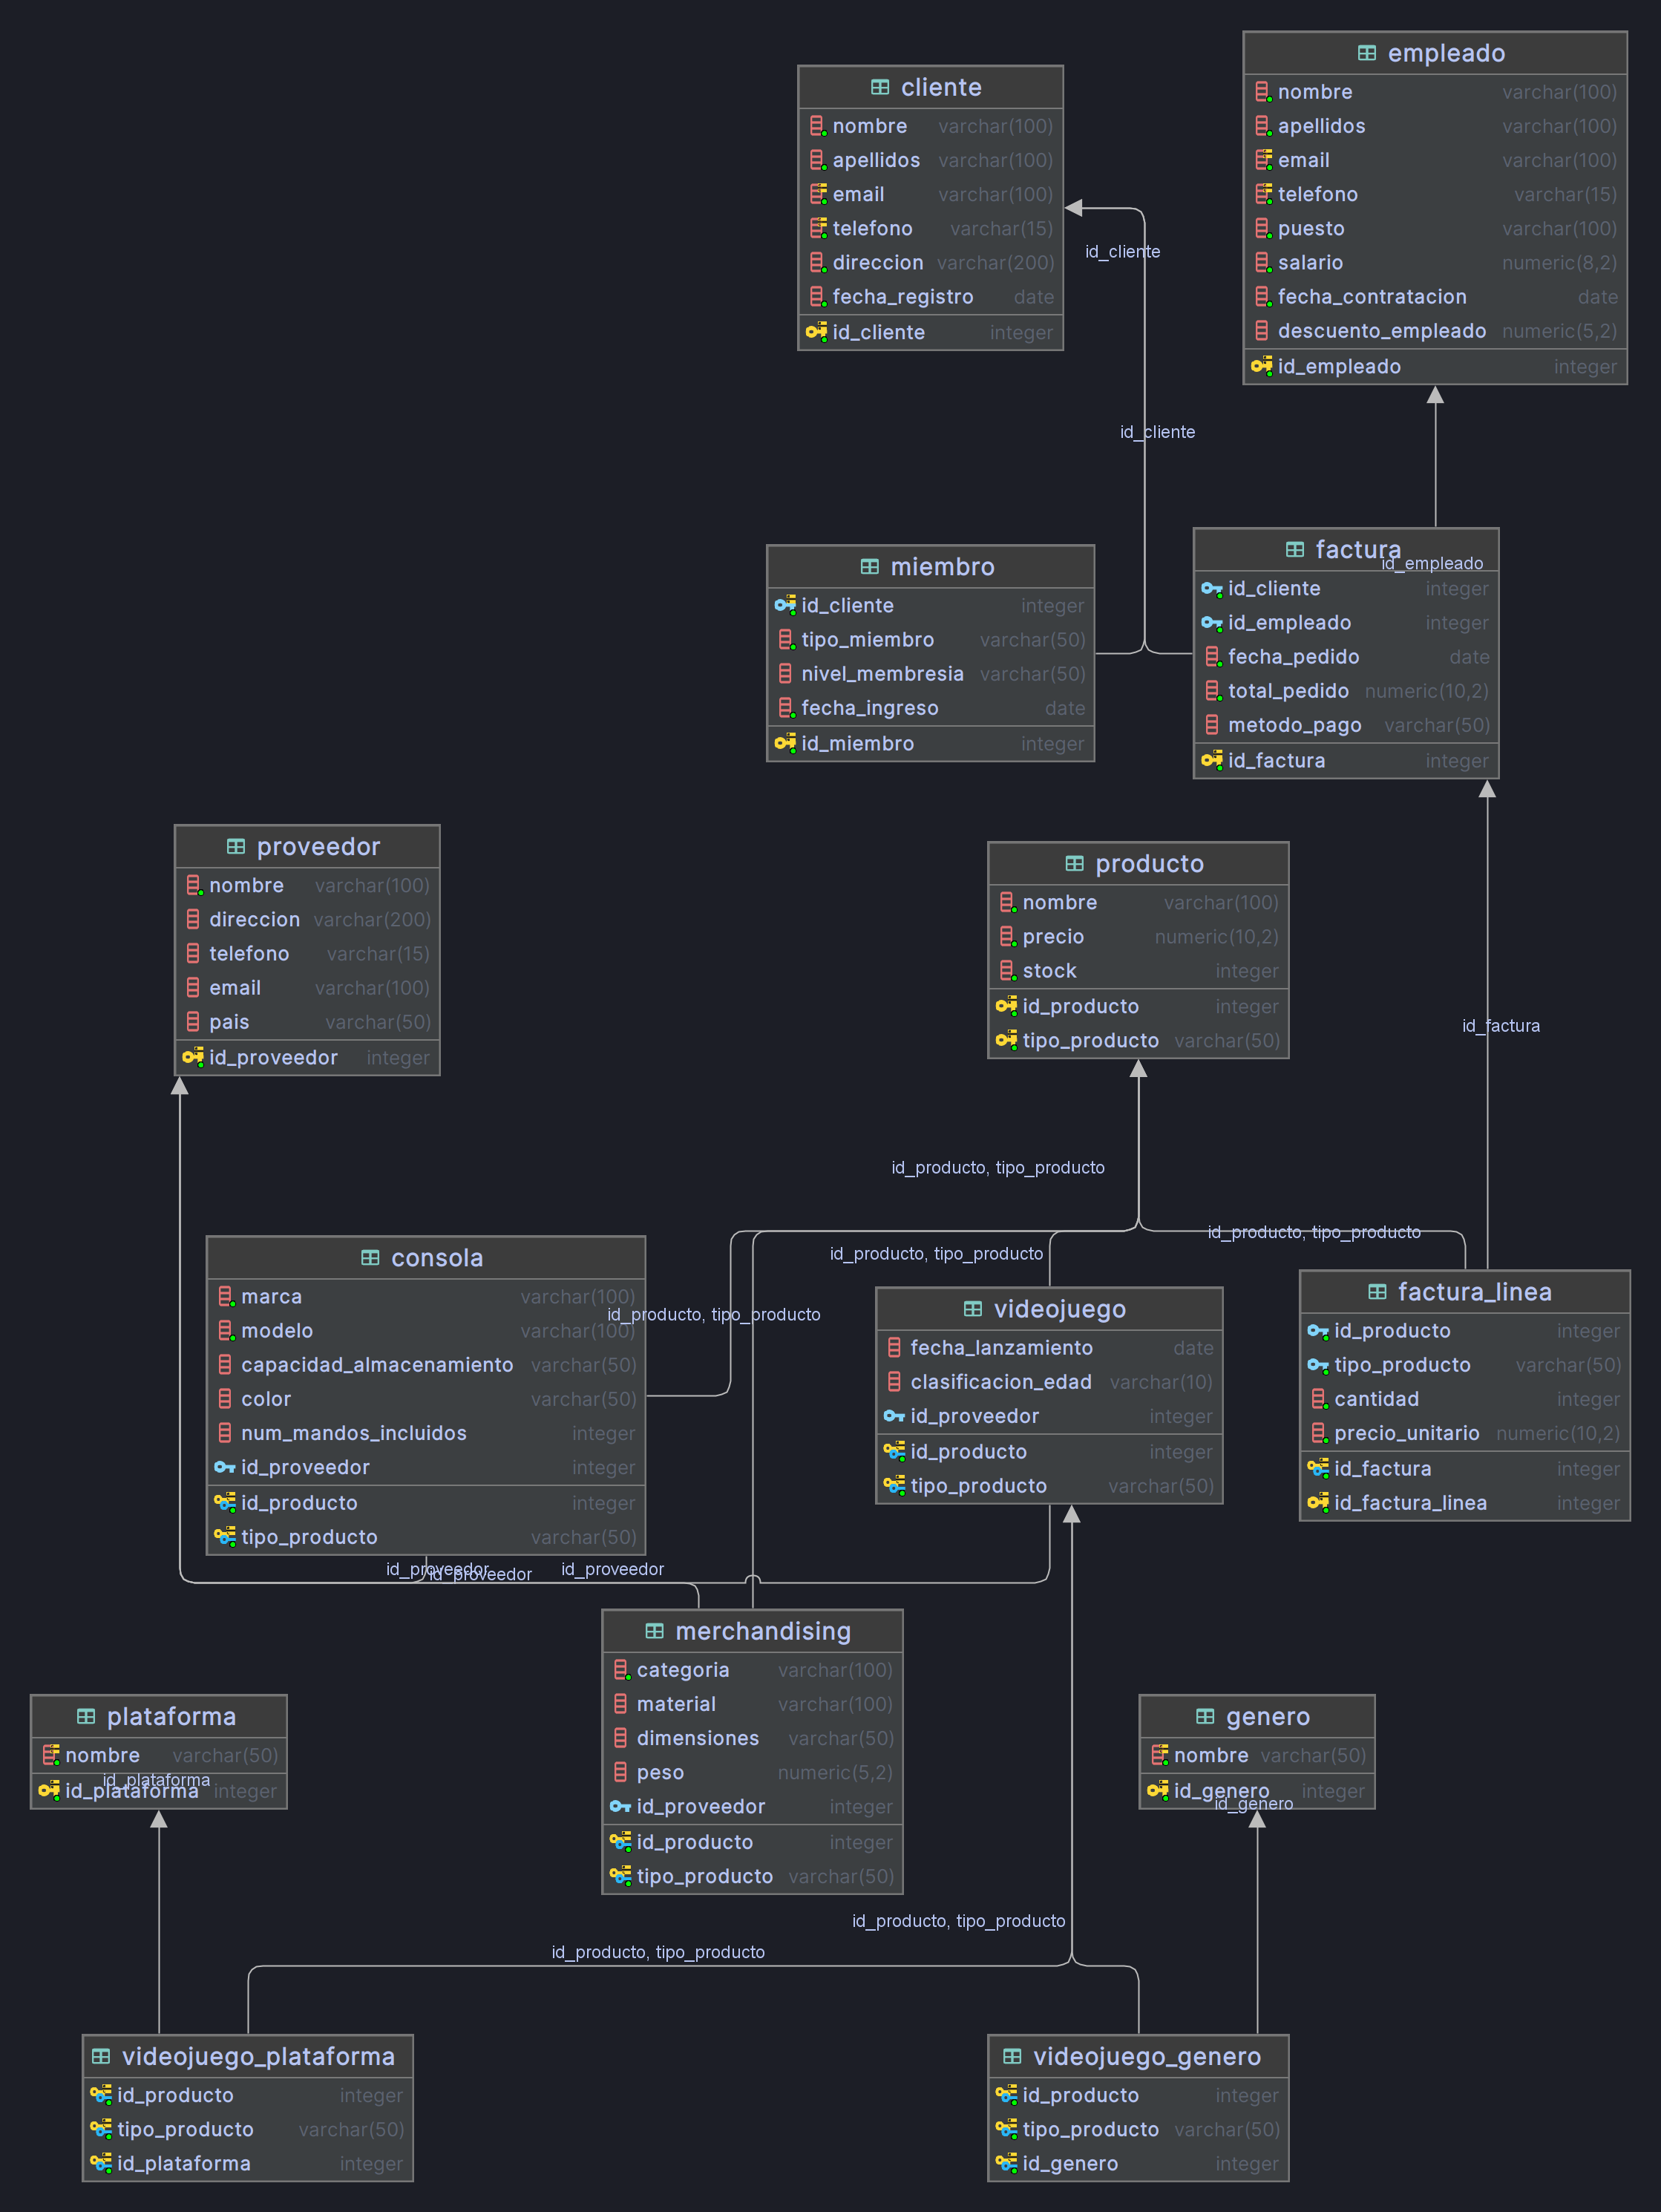 empleado
nombre varchar(100)
apellidos varchar(100)
email varchar(100)
telefono varchar(15)
puesto varchar(100)
salario numeric(8,2)
fecha_contratacion date
descuento_empleado numeric(5,2)
id_empleado integer
cliente
nombre varchar(100)
apellidos varchar(100)
email varchar(100)
telefono varchar(15)
direccion varchar(200)
fecha_registro date
id_cliente integer
id_cliente
id_cliente
miembro
id_cliente integer
tipo_miembro varchar(50)
nivel_membresia varchar(50)
fecha_ingreso date
id_miembro integer
factura
id_empleado
id_cliente integer
id_empleado integer
fecha_pedido date
total_pedido numeric(10,2)
metodo_pago varchar(50)
id_factura integer
proveedor
nombre varchar(100)
direccion varchar(200)
telefono varchar(15)
email varchar(100)
pais varchar(50)
id_proveedor integer
producto
nombre varchar(100)
precio numeric(10,2)
stock integer
id_producto integer
tipo_producto varchar(50)
id_factura
id_producto, tipo_producto
id_producto, tipo_producto
id_producto, tipo_producto
id_producto, tipo_producto
consola
marca varchar(100)
modelo varchar(100)
capacidad_almacenamiento varchar(50)
color varchar(50)
num_mandos_incluidos integer
id_proveedor integer
id_producto integer
tipo_producto varchar(50)
videojuego
fecha_lanzamiento date
clasificacion_edad varchar(10)
id_proveedor integer
id_producto integer
tipo_producto varchar(50)
factura_linea
id_producto integer
tipo_producto varchar(50)
cantidad integer
precio_unitario numeric(10,2)
id_factura integer
id_factura_linea integer
id_proveedor
id_proveedor
id_proveedor
merchandising
categoria varchar(100)
material varchar(100)
dimensiones varchar(50)
peso numeric(5,2)
id_proveedor integer
id_producto integer
tipo_producto varchar(50)
plataforma
nombre varchar(50)
id_plataforma
id_plataforma integer
genero
nombre varchar(50)
id_genero integer
id_genero
id_producto, tipo_producto
id_producto, tipo_producto
videojuego_plataforma
id_producto integer
tipo_producto varchar(50)
id_plataforma integer
videojuego_genero
id_producto integer
tipo_producto varchar(50)
id_genero integer